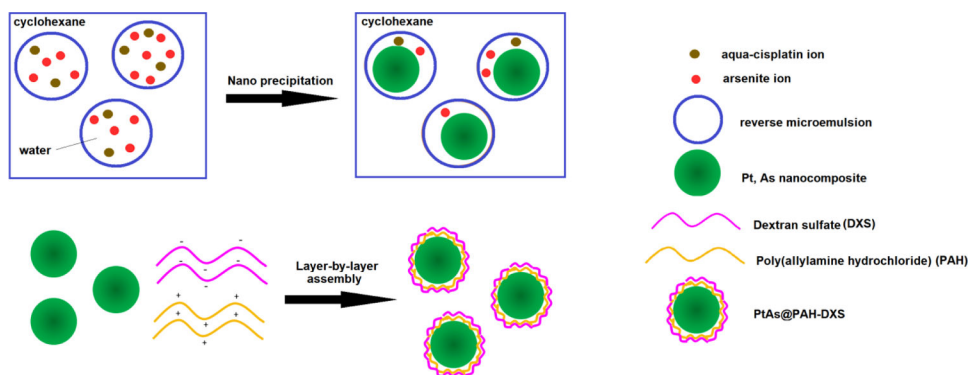 cyclohexane
Nano precipitation
water
cyclohexane
- - - - -
+ + + + + +
Layer-by-layer
assembly
aqua-cisplatin ion
arsenite ion
reverse microemulsion
Pt, As nanocomposite
Dextran sulfate (DXS)
Poly(allylamine hydrochloride) (PAH)
PtAs@PAH-DXS